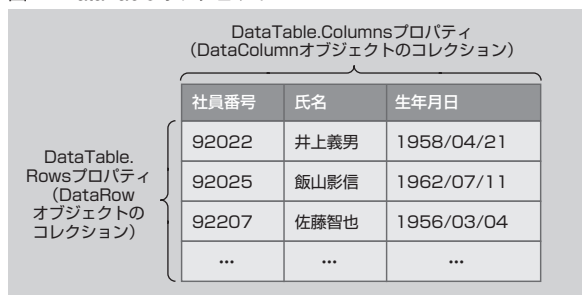 DataTable.Columnsプロパティ
(DataColumnオブジェクトのコレクション)
社員番号 氏名 生年月日
DataTable.
Rowsプロパティ
(DataRow
オブジェクトの
コレクション)
92022 井上義男 1958/04/21
92025 飯山影信 1962/07/11
92207 佐藤智也 1956/03/04
… … …